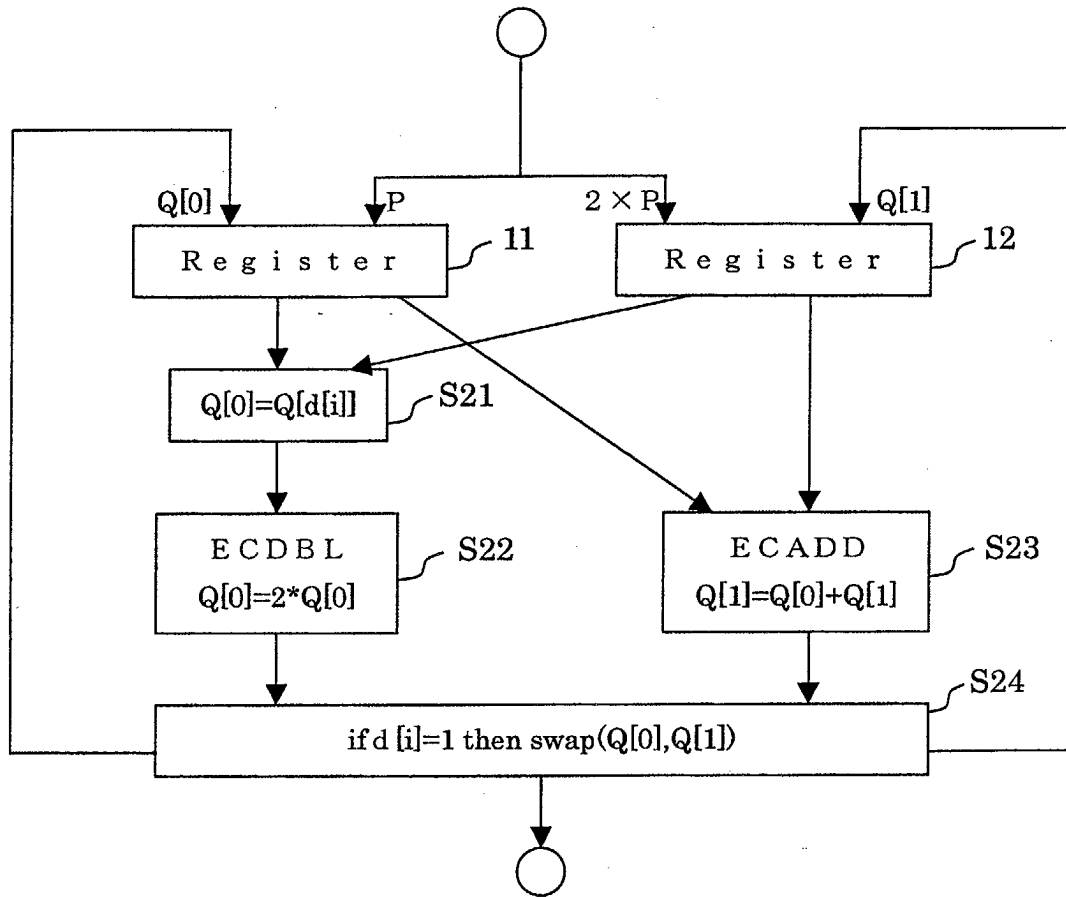 Q[0]
P
2 × P
Q[1]
Register
11
Register
12
Q[0]=Q[d[i]]
S21
ECDBL
Q[0]=2*Q[0]
S22
ECADD
Q[1]=Q[0]+Q[1]
S23
S24
if d [i]=1 then swap(Q[0],Q[1])